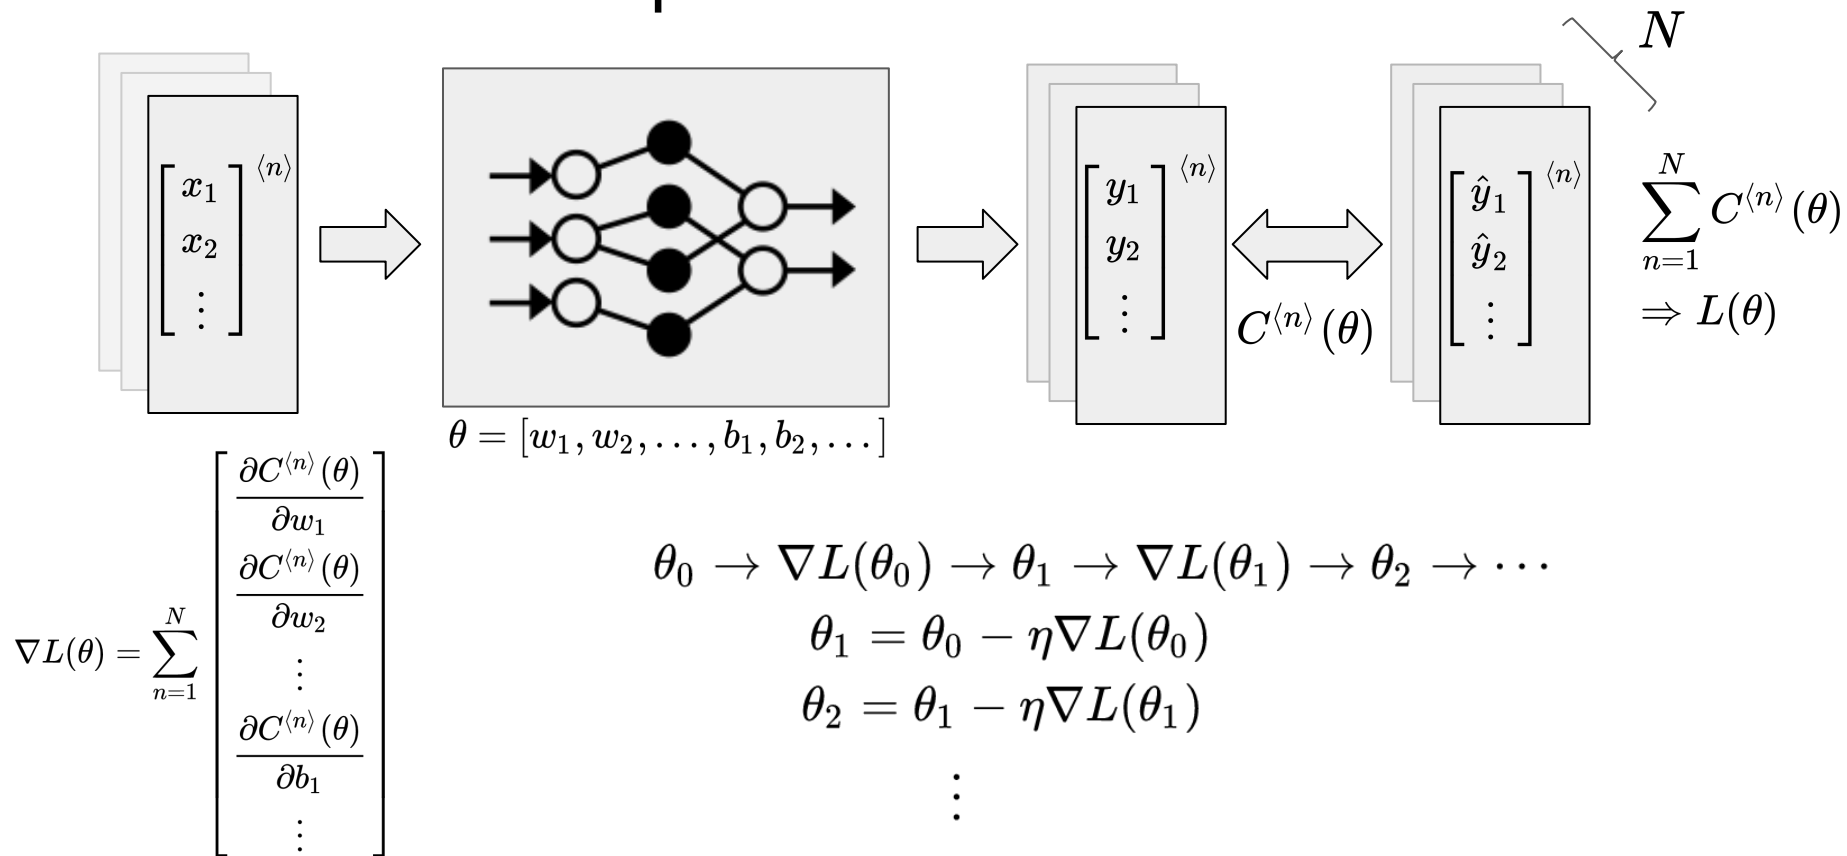 N
[x₁ x₂ ⋮]^⟨n⟩
[y₁ y₂ ⋮]^⟨n⟩
C^⟨n⟩(θ)
[ŷ₁ ŷ₂ ⋮]^⟨n⟩
∑_{n=1}^{N} C^⟨n⟩(θ)
⇒ L(θ)
θ = [w₁, w₂, …, b₁, b₂, …]
∇L(θ) = ∑_{n=1}^{N} [∂C^⟨n⟩(θ)/∂w₁ ∂C^⟨n⟩(θ)/∂w₂ ⋮ ∂C^⟨n⟩(θ)/∂b₁ ⋮]
θ₀ → ∇L(θ₀) → θ₁ → ∇L(θ₁) → θ₂ → ⋯
θ₁ = θ₀ − η∇L(θ₀)
θ₂ = θ₁ − η∇L(θ₁)
⋮